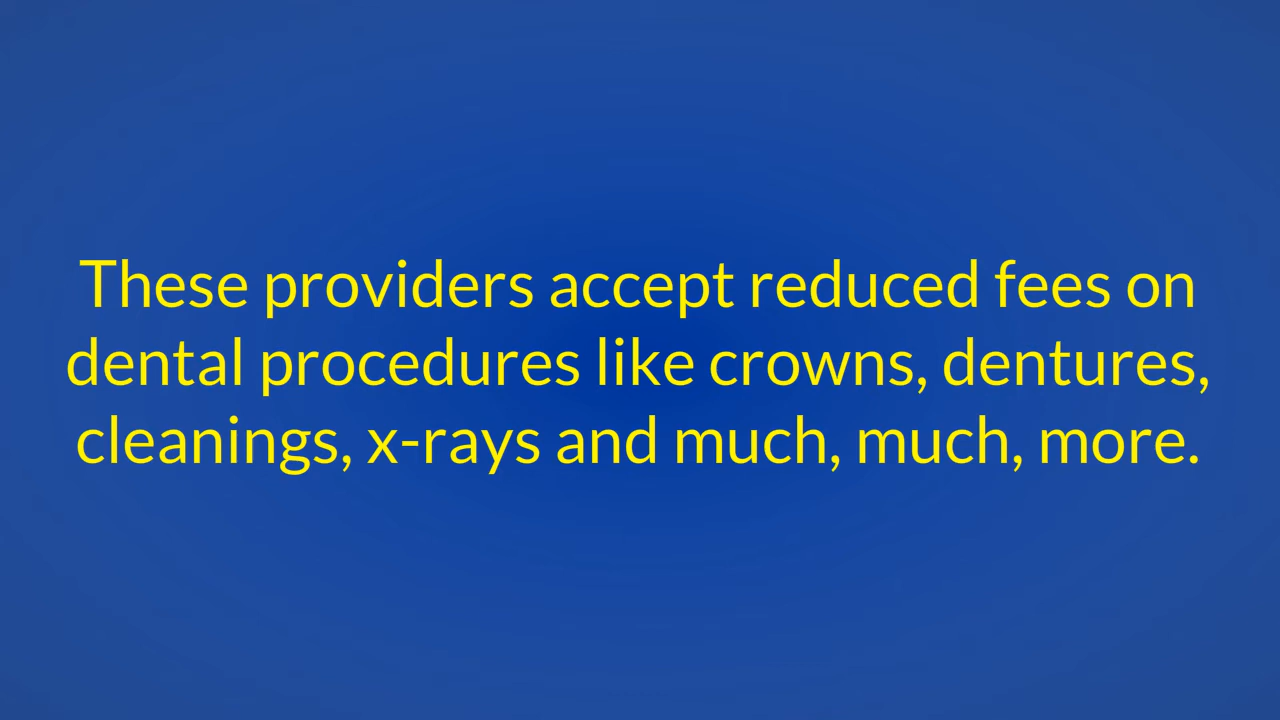 These providers accept reduced fees on
dental procedures like crowns, dentures,
cleanings, x-rays and much, much, more.